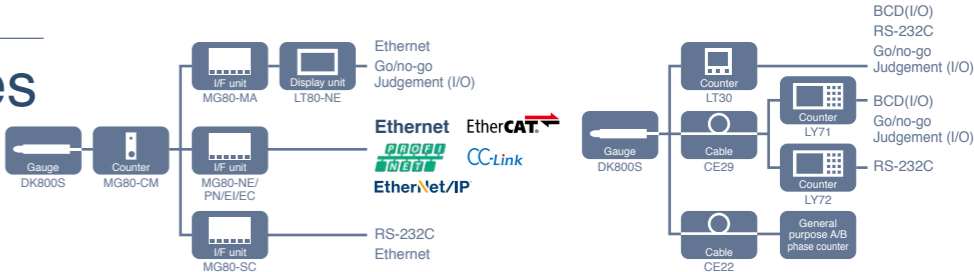 es
Gauge
DK800S
Counter
MG80-CM
I/F unit
MG80-MA
Display unit
LT80-NE
Ethernet
Go/no-go
Judgement (I/O)
I/F unit
MG80-NE/
PN/EI/EC
Ethernet
EtherCAT.
PROFI
NET
CC-Link
EtherNet/IP
I/F unit
MG80-SC
RS-232C
Ethernet
Gauge
DK800S
Counter
LT30
BCD(I/O)
RS-232C
Go/no-go
Judgement (I/O)
Cable
CE29
Counter
LY71
BCD(I/O)
Go/no-go
Judgement (I/O)
Counter
LY72
RS-232C
Cable
CE22
General
purpose A/B
phase counter